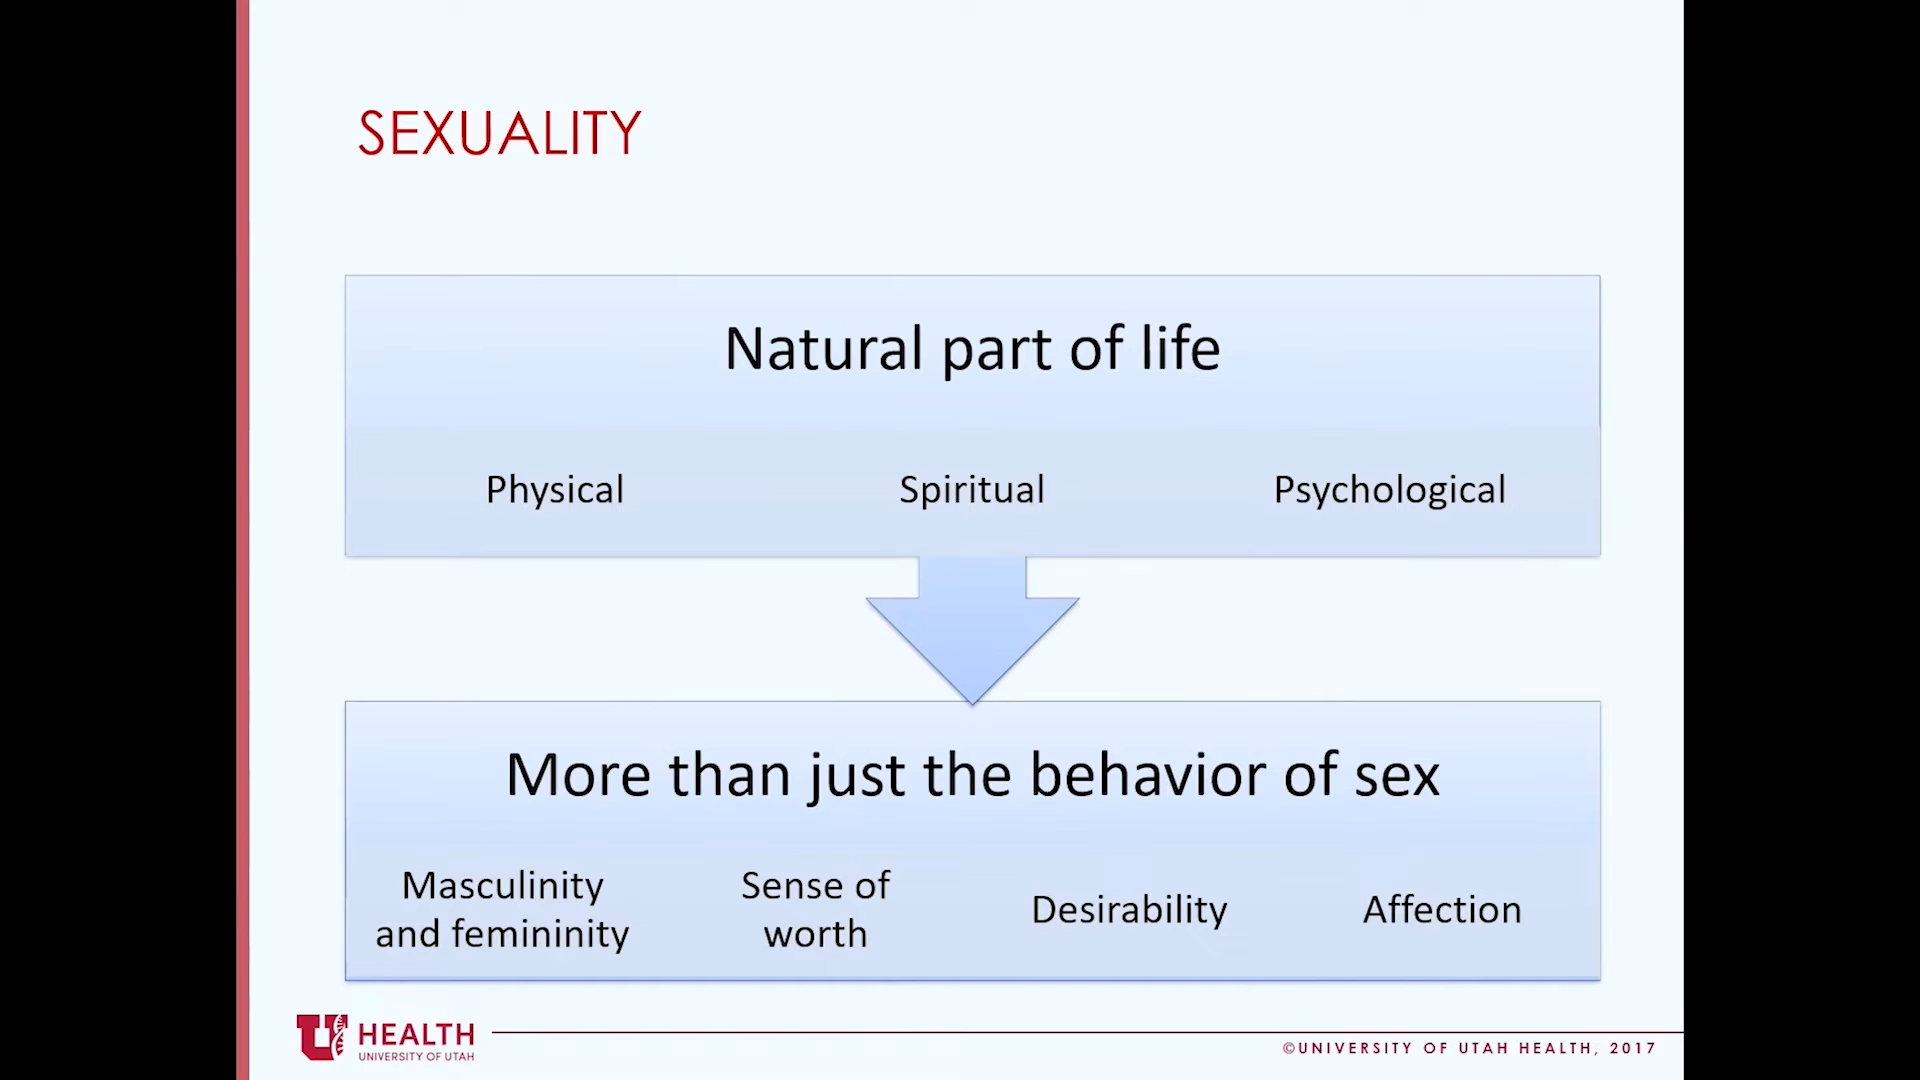 SEXUALITY
Natural part of life
Physical Spiritual Psychological
More than just the behavior of sex
Masculinity
and femininity
Sense of
worth
Desirability
Affection
U HEALTH
UNIVERSITY OF UTAH
©UNIVERSITY OF UTAH HEALTH, 2017